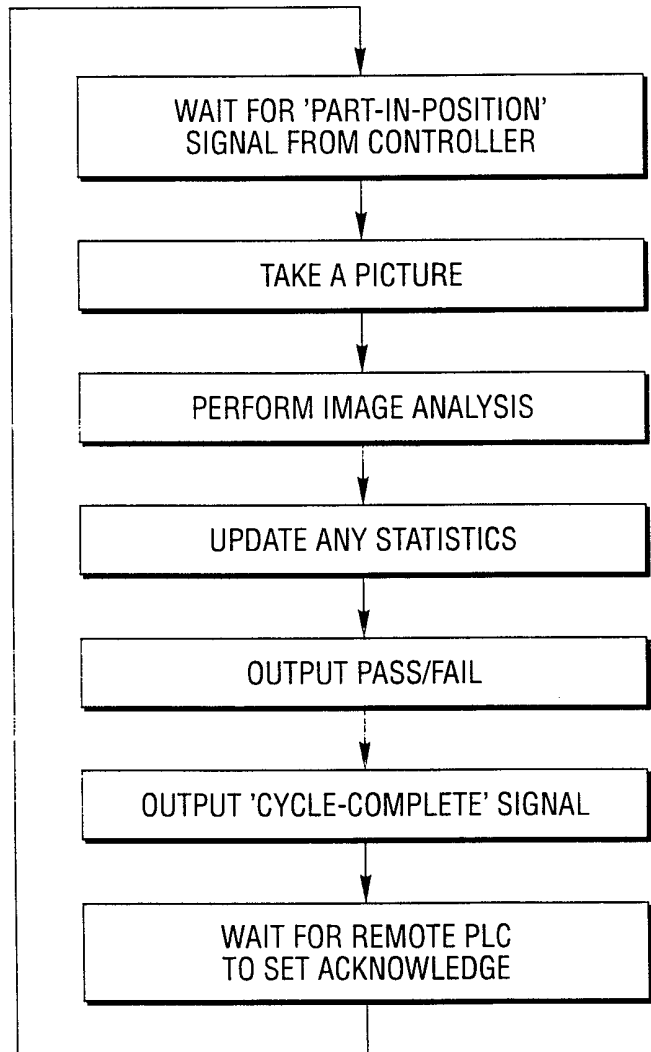 WAIT FOR 'PART-IN-POSITION'
SIGNAL FROM CONTROLLER
TAKE A PICTURE
PERFORM IMAGE ANALYSIS
UPDATE ANY STATISTICS
OUTPUT PASS/FAIL
OUTPUT 'CYCLE-COMPLETE' SIGNAL
WAIT FOR REMOTE PLC
TO SET ACKNOWLEDGE